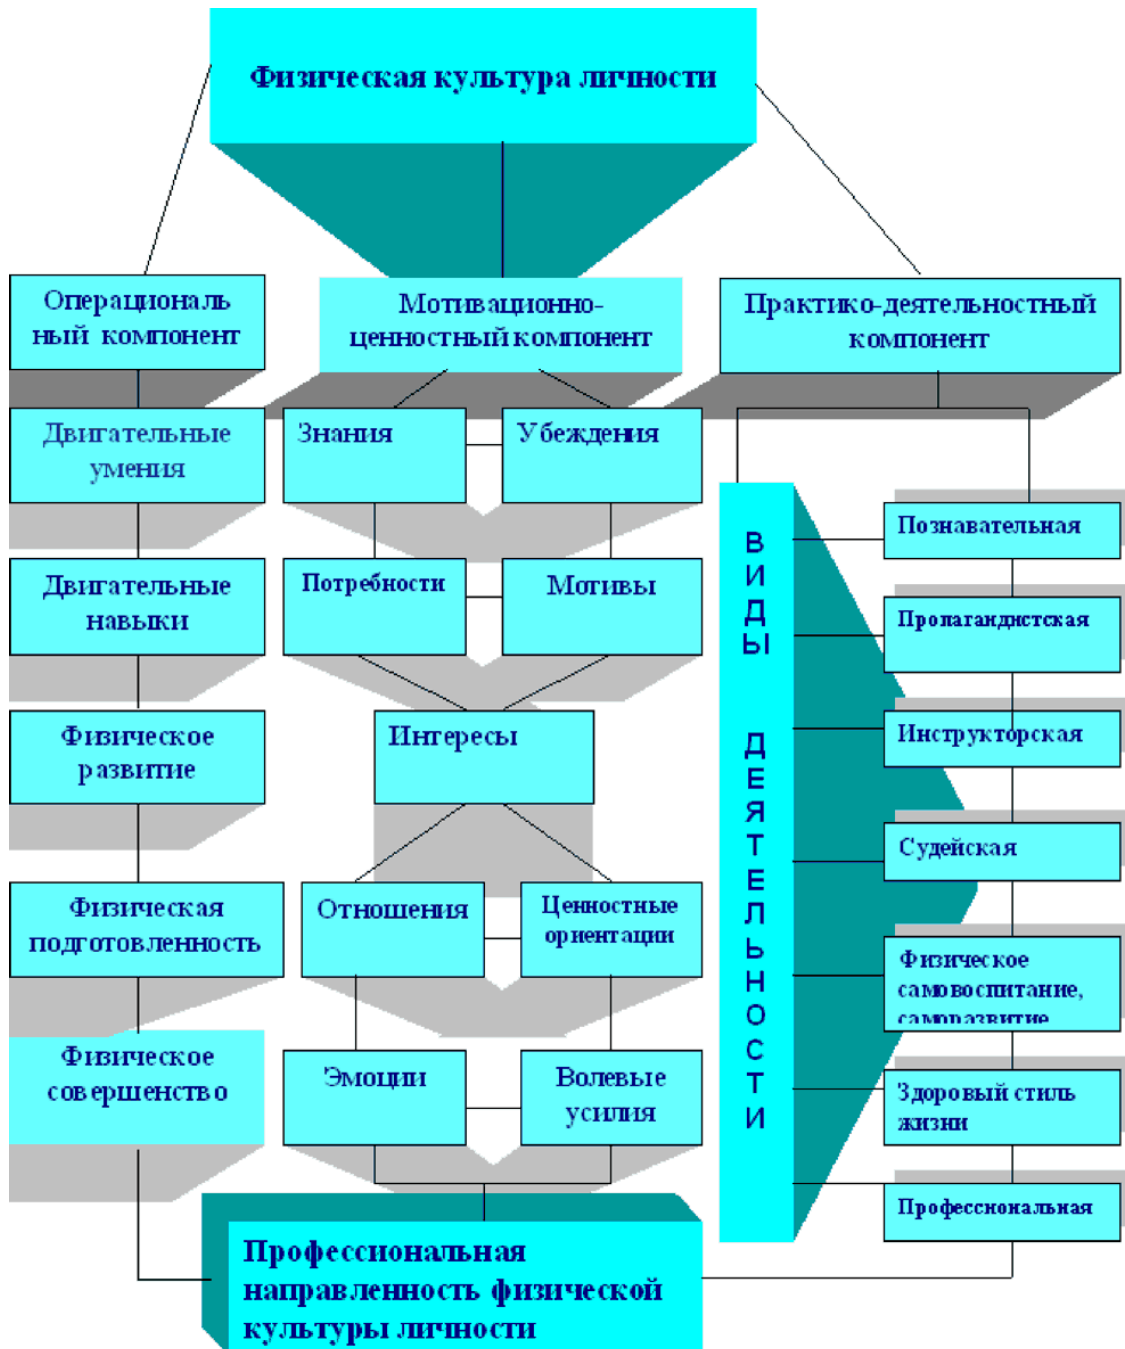 Физическая культура личности
Операциональ
ный компонент
Мотивационно-
ценностный компонент
Практико-деятельностный
компонент
Двигательные
умения
Знания
Убеждения
Двигательные
навыки
Потребности
Мотивы
Физическое
развитие
Интересы
Физическая
подготовленность
Отношения
Ценностные
ориентации
Физическое
совершенство
Эмоции
Волевые
усилия
ВИДЫ ДЕЯТЕЛЬНОСТИ
Познавательная
Пропагандистская
Инструкторская
Судейская
Физическое
самовоспитание,
саморазвитие
Здоровый стиль
жизни
Профессиональная
Профессиональная
направленность физической
культуры личности